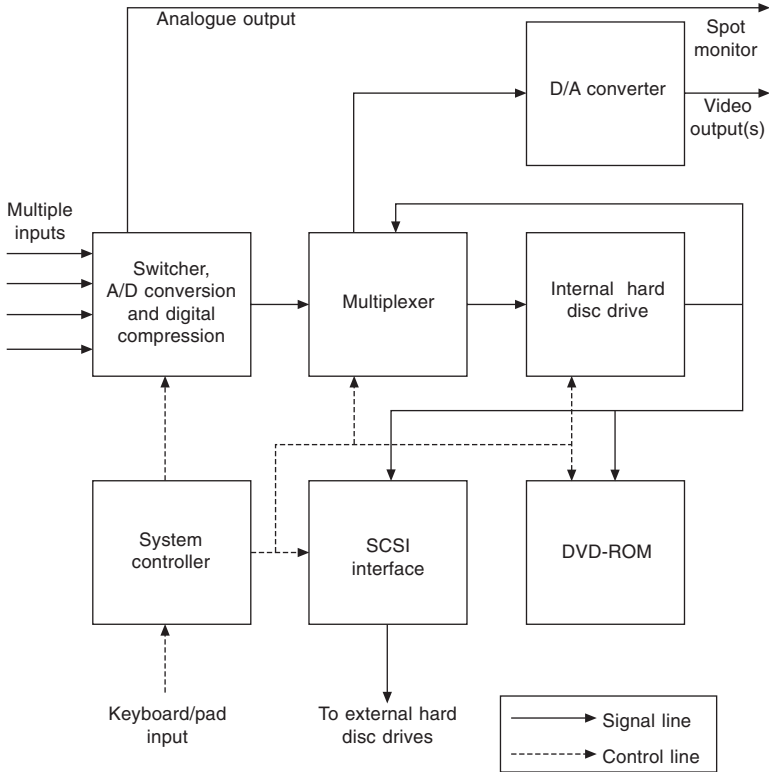 Analogue output
Spot
monitor
D/A converter
Video
output(s)
Multiple
inputs
Switcher,
A/D conversion
and digital
compression
Multiplexer
Internal hard
disc drive
System
controller
SCSI
interface
DVD-ROM
Keyboard/pad
input
To external hard
disc drives
Signal line
Control line